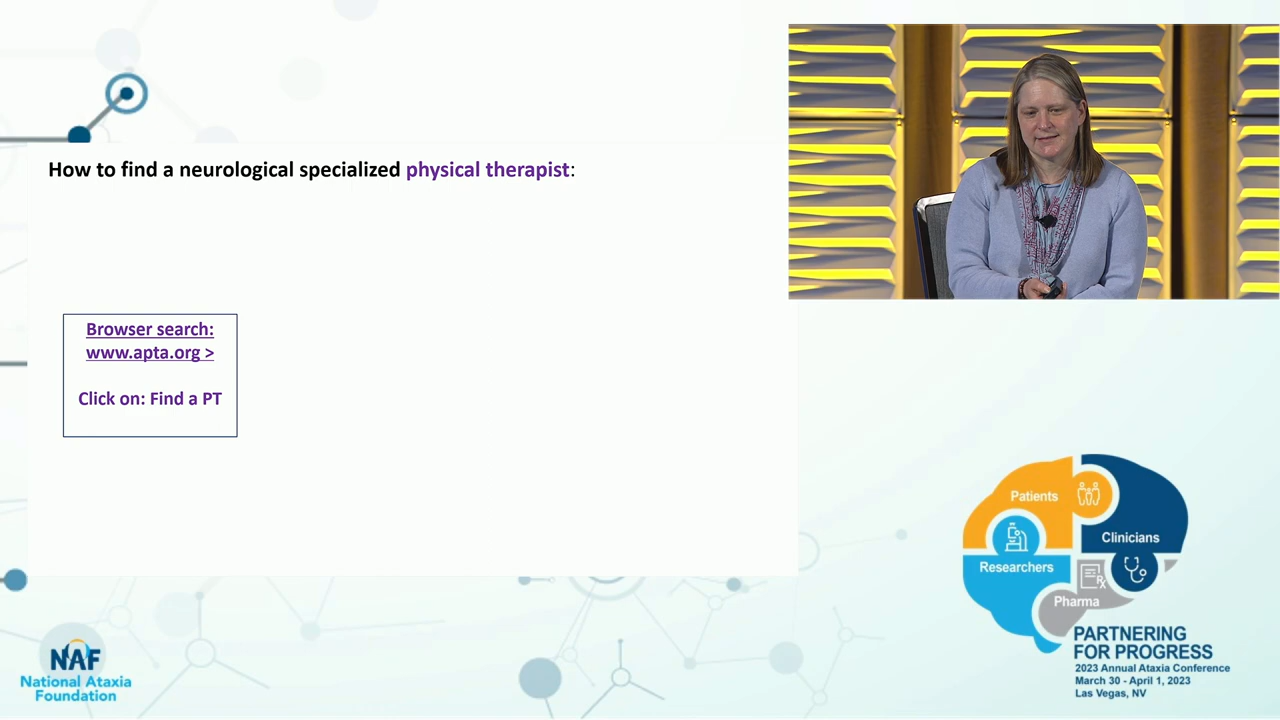 How to find a neurological specialized physical therapist:
Browser search:
www.apta.org >
Click on: Find a PT
Patients
Clinicians
Researchers
Rx
Pharma
PARTNERING
FOR PROGRESS
2023 Annual Ataxia Conference
March 30 - April 1, 2023
Las Vegas, NV
NAF
National Ataxia
Foundation